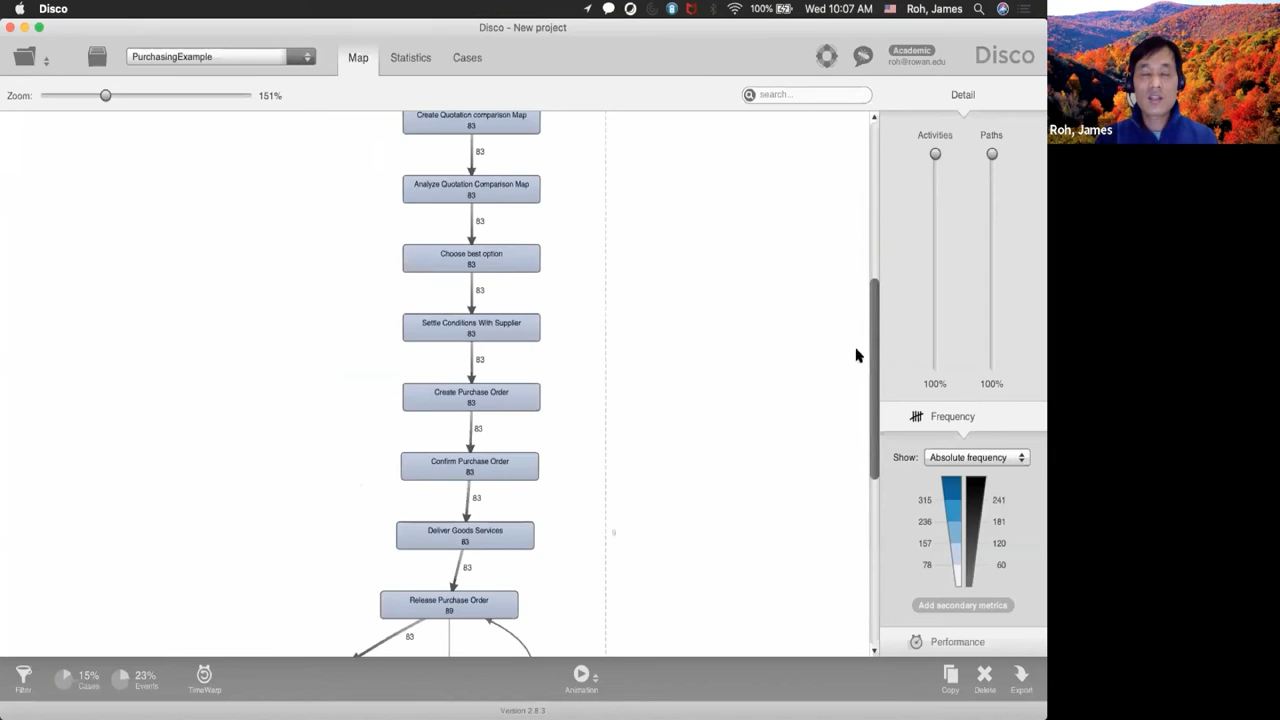 Disco
100%
Wed 10:07 AM
Roh, James
Disco - New project
PurchasingExample
Map
Statistics
Cases
Academic
roh@rowan.edu
Disco
Zoom:
151%
search...
Detail
Roh, James
Create Quotation comparison Map
83
83
Analyze Quotation Comparison Map
83
83
Choose best option
83
83
Settle Conditions With Supplier
83
83
Create Purchase Order
83
83
Confirm Purchase Order
83
83
Deliver Goods Services
83
83
Release Purchase Order
89
83
9
Activities
Paths
100%
100%
Frequency
Show:
Absolute frequency
315
241
236
181
157
120
78
60
Add secondary metrics
Performance
Filter
15%
Cases
23%
Events
TimeWarp
Animation
Copy
Delete
Export
Version 2.8.3